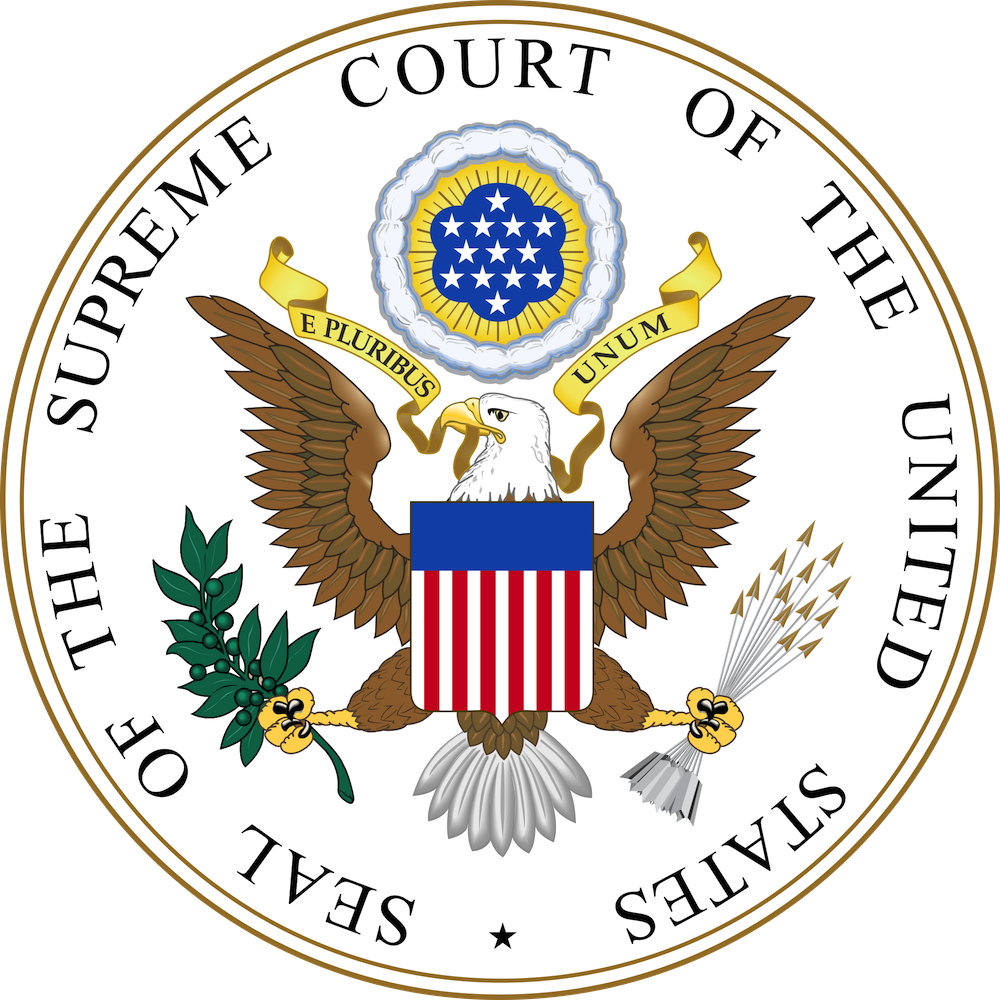 SEAL OF THE SUPREME COURT OF THE UNITED STATES
E PLURIBUS UNUM